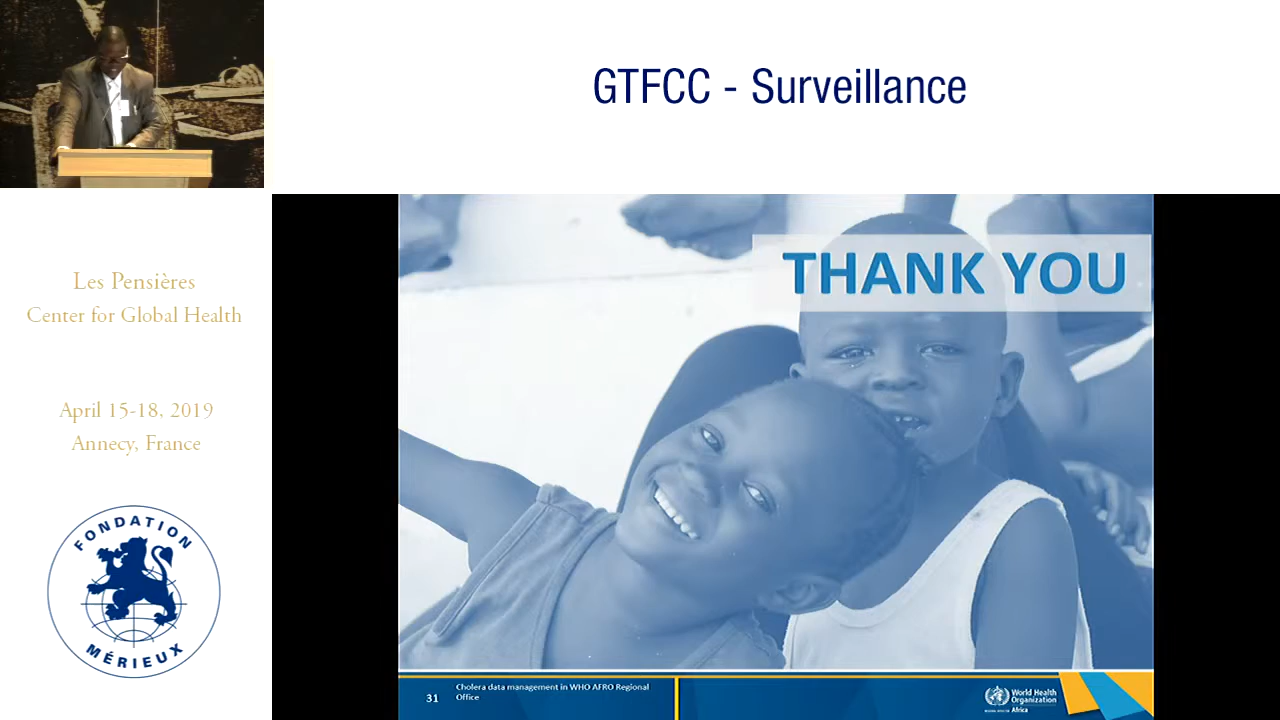 GTFCC - Surveillance
Les Pensières
Center for Global Health
April 15-18, 2019
Annecy, France
FONDATION
MÉRIEUX
THANK YOU
31
Cholera data management in WHO AFRO Regional
Office
World Health
Organization
Africa